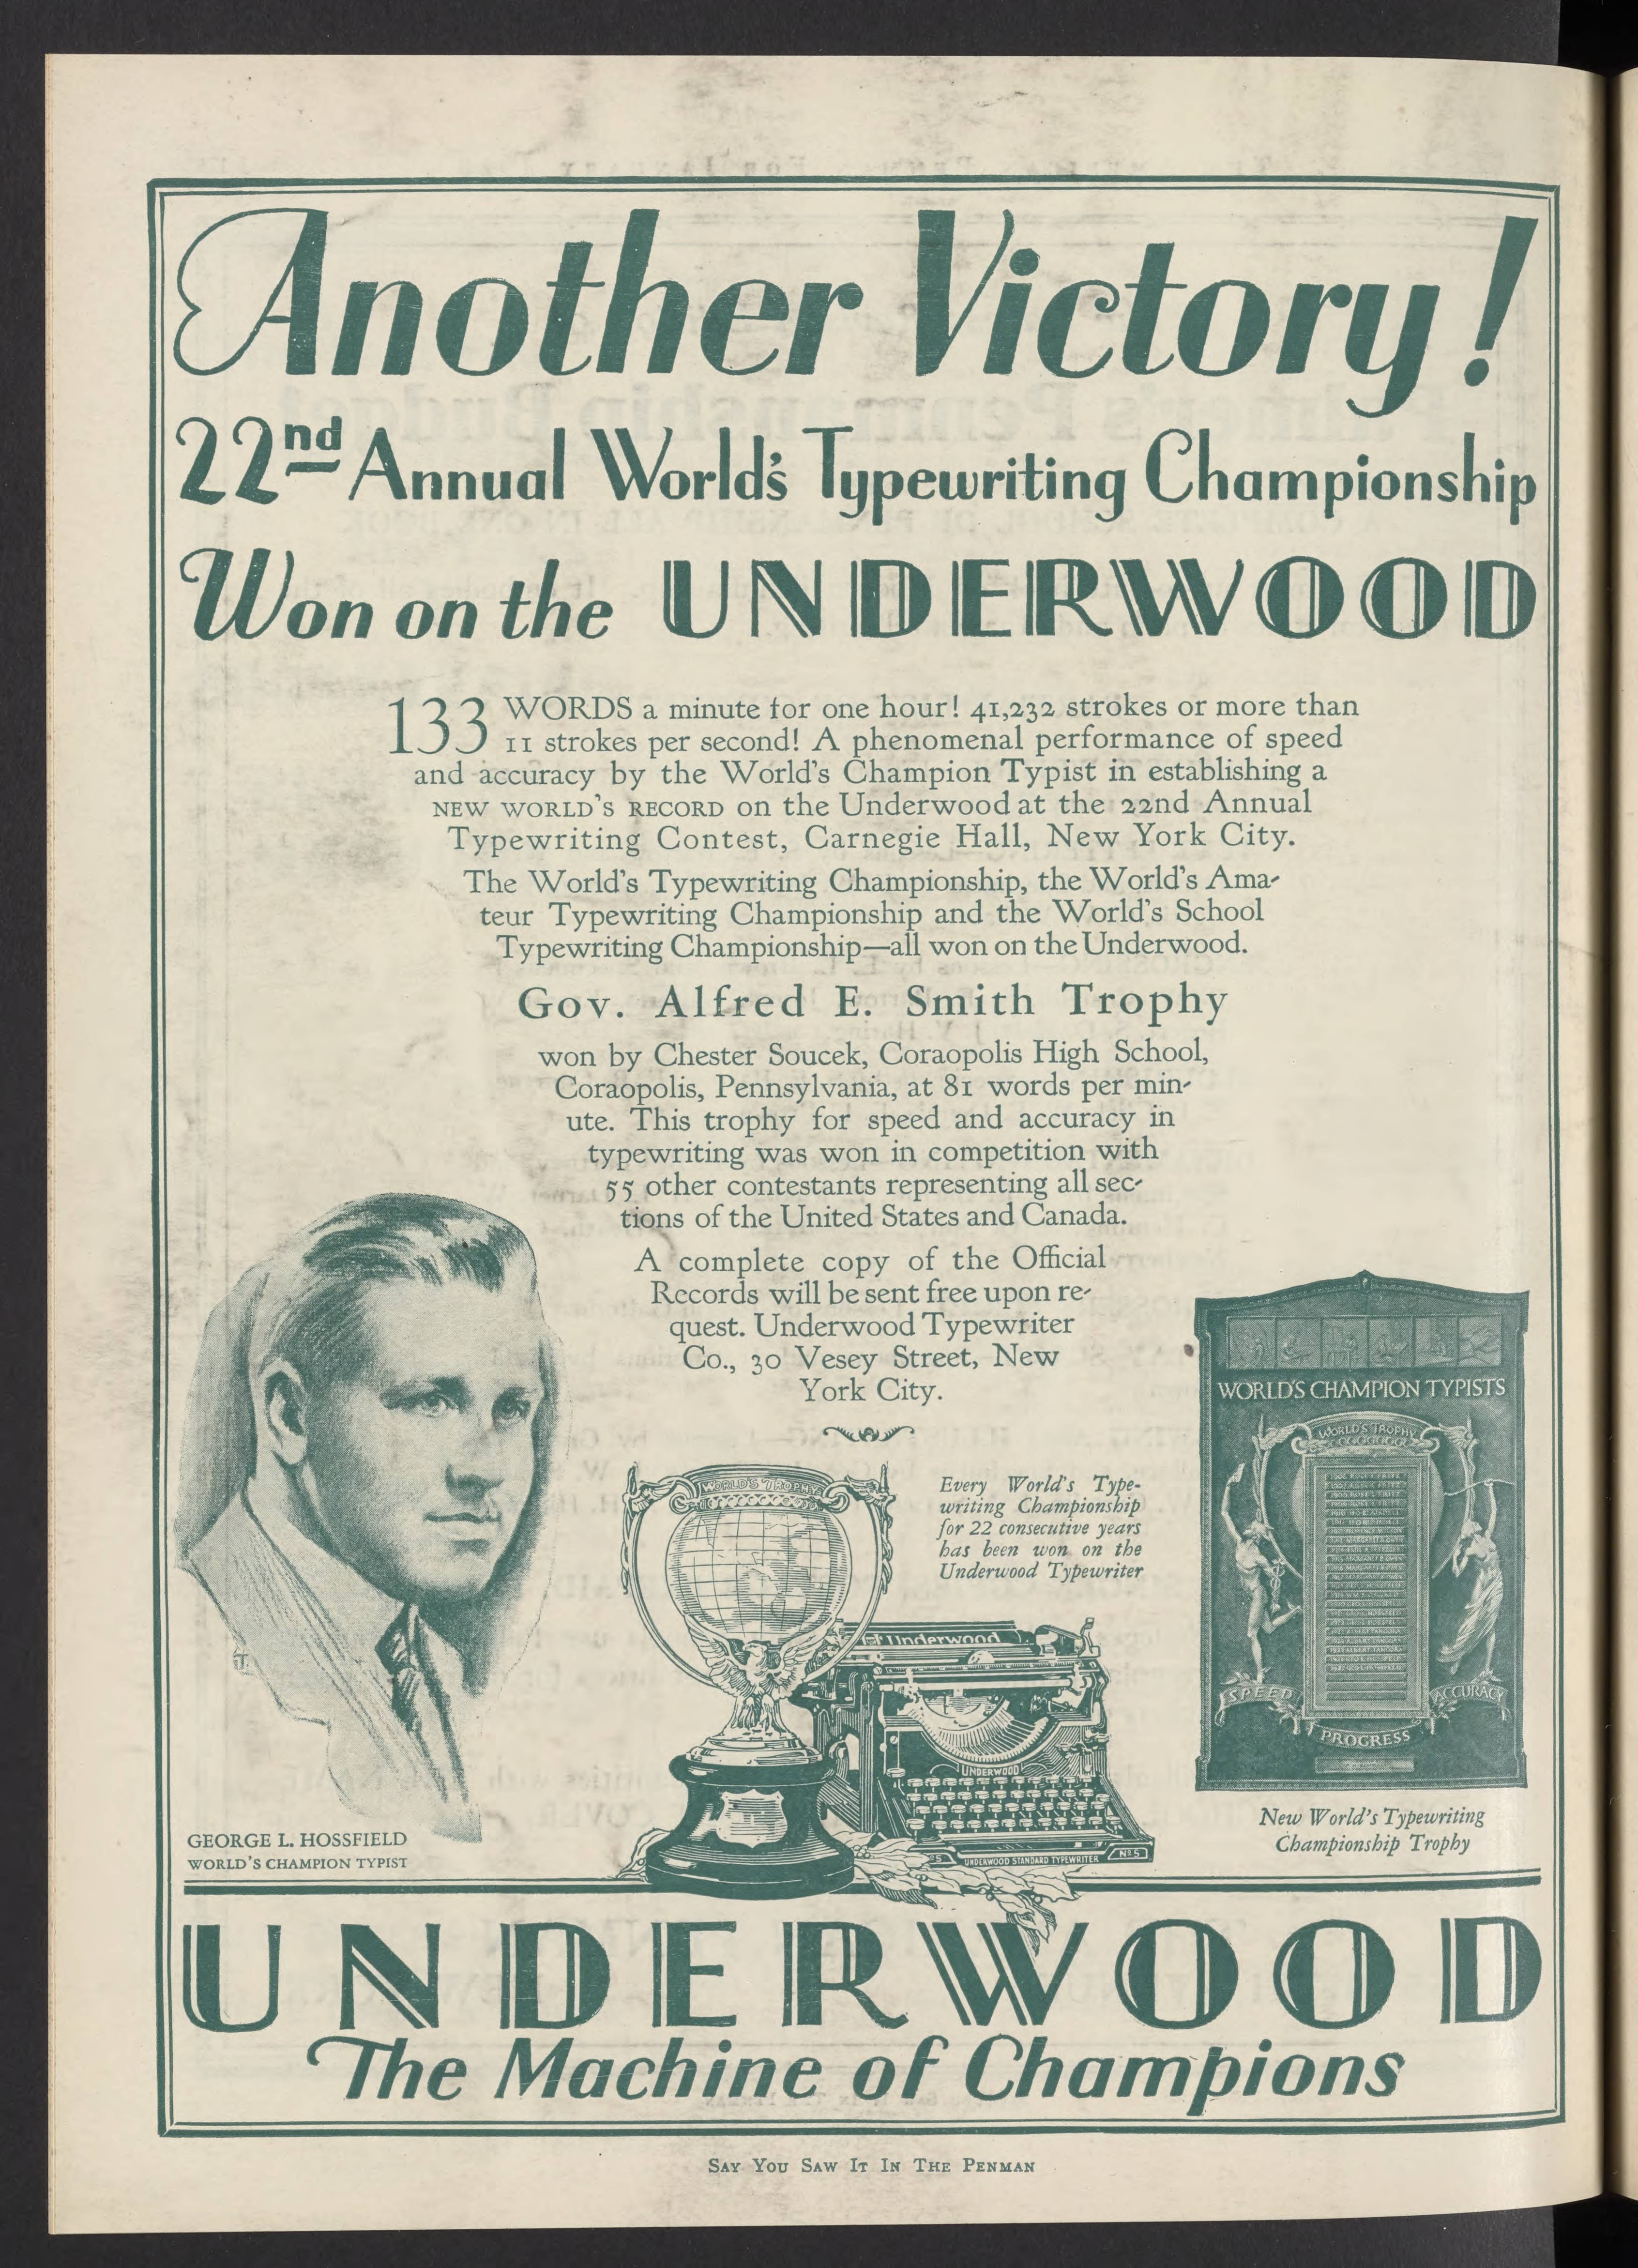 Another Victory!
22nd Annual World's Typewriting Championship
Won on the UNDERWOOD
133 WORDS a minute for one hour! 41,232 strokes or more than
11 strokes per second! A phenomenal performance of speed
and accuracy by the World's Champion Typist in establishing a
NEW WORLD'S RECORD on the Underwood at the 22nd Annual
Typewriting Contest, Carnegie Hall, New York City.
The World's Typewriting Championship, the World's Ama-
teur Typewriting Championship and the World's School
Typewriting Championship—all won on the Underwood.
Gov. Alfred E. Smith Trophy
won by Chester Soucek, Coraopolis High School,
Coraopolis, Pennsylvania, at 81 words per min-
ute. This trophy for speed and accuracy in
typewriting was won in competition with
55 other contestants representing all sec-
tions of the United States and Canada.
A complete copy of the Official
Records will be sent free upon re-
quest. Underwood Typewriter
Co., 30 Vesey Street, New
York City.
Every World's Type-
writing Championship
for 22 consecutive years
has been won on the
Underwood Typewriter
WORLD'S TROPHY
Underwood
UNDERWOOD
UNDERWOOD STANDARD TYPEWRITER No 5
WORLD'S CHAMPION TYPISTS
WORLD'S TROPHY
SPEED
ACCURACY
PROGRESS
New World's Typewriting
Championship Trophy
GEORGE L. HOSSFIELD
WORLD'S CHAMPION TYPIST
UNDERWOOD
The Machine of Champions
SAY YOU SAW IT IN THE PENMAN